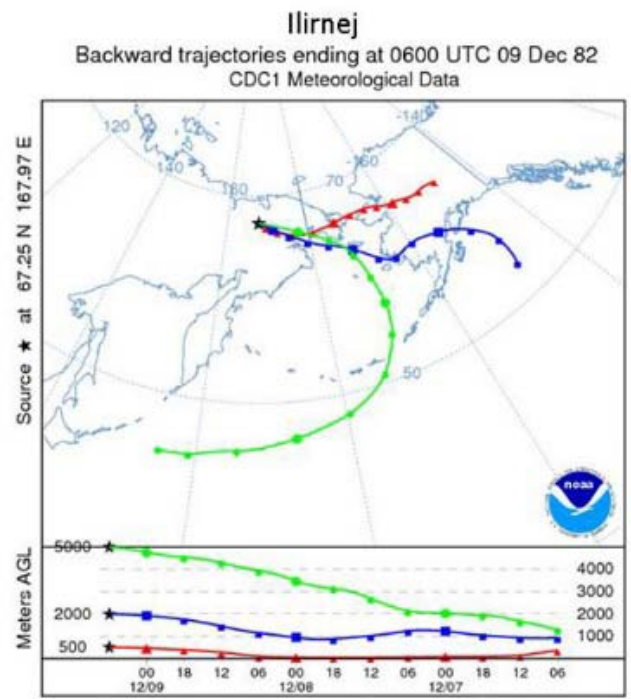 Ilirnej
Backward trajectories ending at 0600 UTC 09 Dec 82
CDC1 Meteorological Data
Source ★ at 67.25 N 167.97 E
120
140
160
70
-160
-140
50
noaa
Meters AGL
5000
2000
500
4000
3000
2000
1000
00 18 12 06 00 18 12 06 00 18 12 06
12/09 12/08 12/07